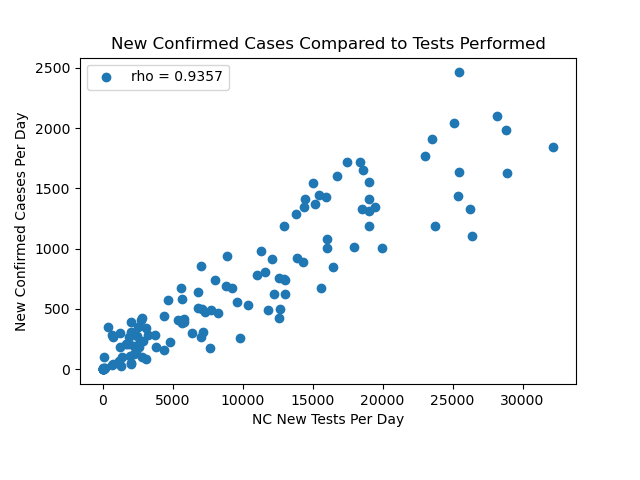 New Confirmed Cases Compared to Tests Performed
rho = 0.9357
New Confirmed Caeses Per Day
2500
2000
1500
1000
500
0
0 5000 10000 15000 20000 25000 30000
NC New Tests Per Day